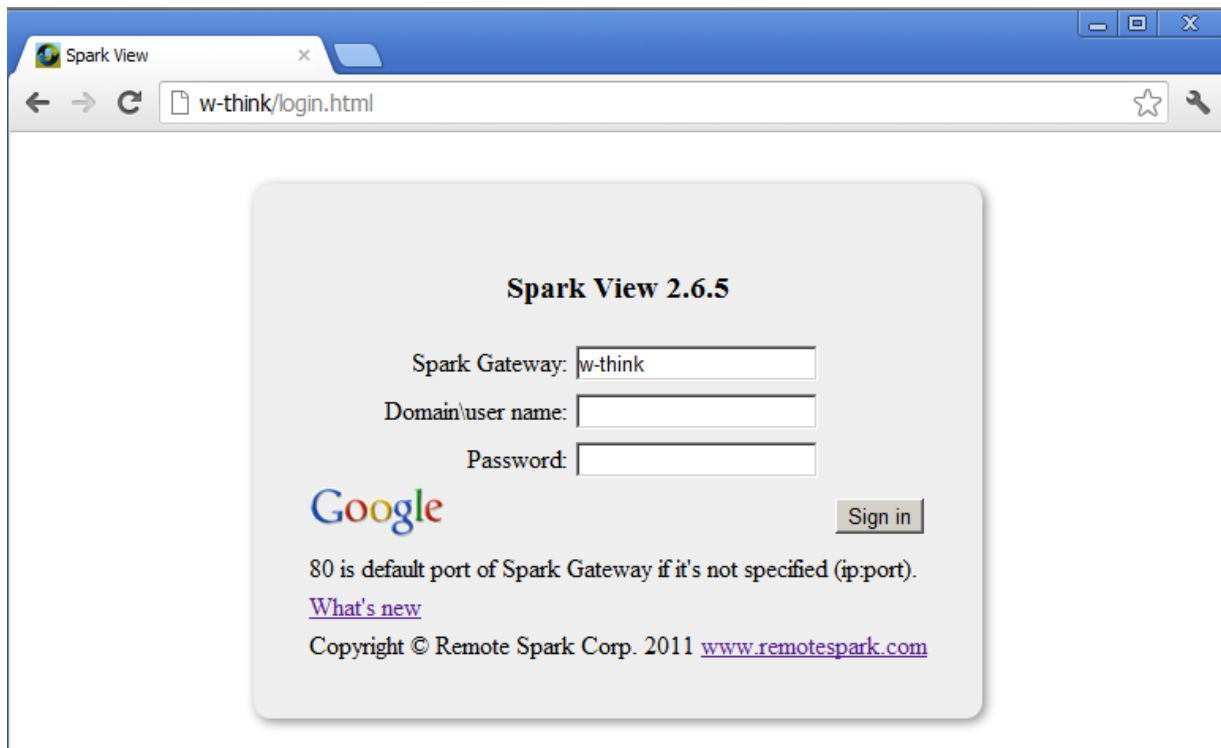 Spark View
w-think/login.html
Spark View 2.6.5
Spark Gateway: w-think
Domain\user name:
Password:
Google
Sign in
80 is default port of Spark Gateway if it's not specified (ip:port).
What's new
Copyright © Remote Spark Corp. 2011 www.remotespark.com